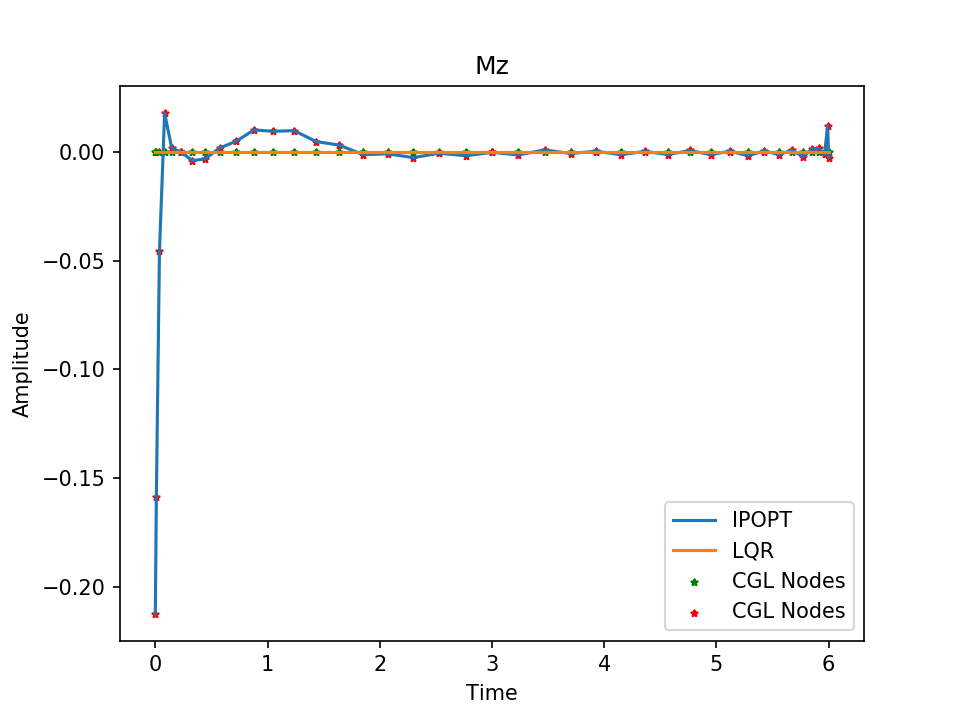 Mz
Amplitude
0.00
−0.05
−0.10
−0.15
−0.20
0 1 2 3 4 5 6
Time
IPOPT
LQR
CGL Nodes
CGL Nodes